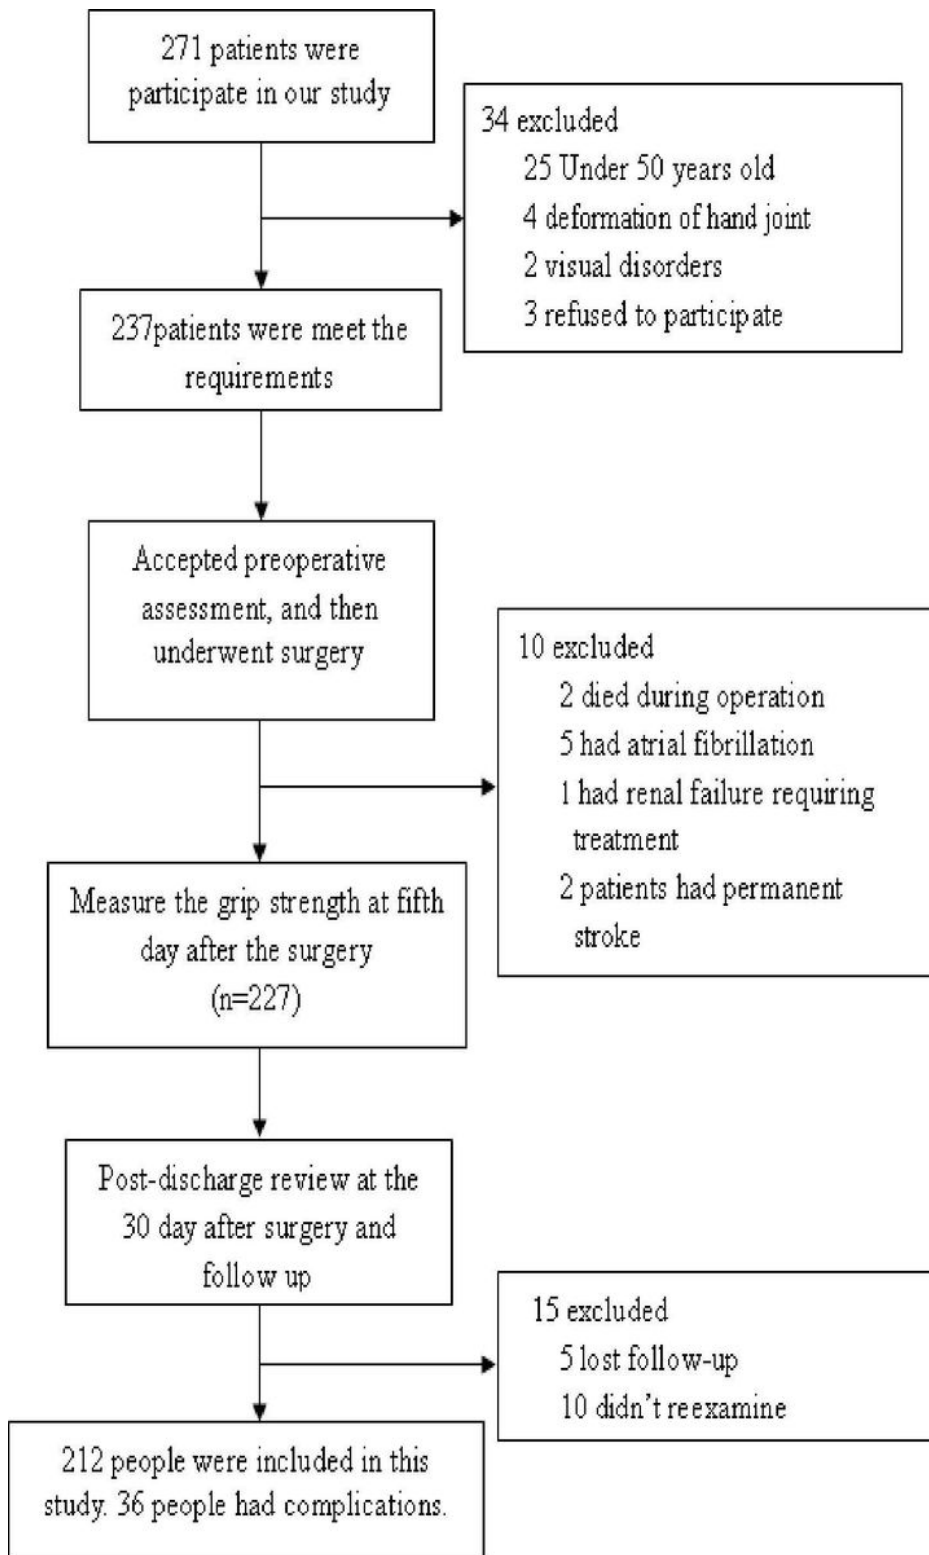 271 patients were
participate in our study
34 excluded
25 Under 50 years old
4 deformation of hand joint
2 visual disorders
3 refused to participate
237patients were meet the
requirements
Accepted preoperative
assessment, and then
underwent surgery
10 excluded
2 died during operation
5 had atrial fibrillation
1 had renal failure requiring
treatment
2 patients had permanent
stroke
Measure the grip strength at fifth
day after the surgery
(n=227)
Post-discharge review at the
30 day after surgery and
follow up
15 excluded
5 lost follow-up
10 didn't reexamine
212 people were included in this
study. 36 people had complications.